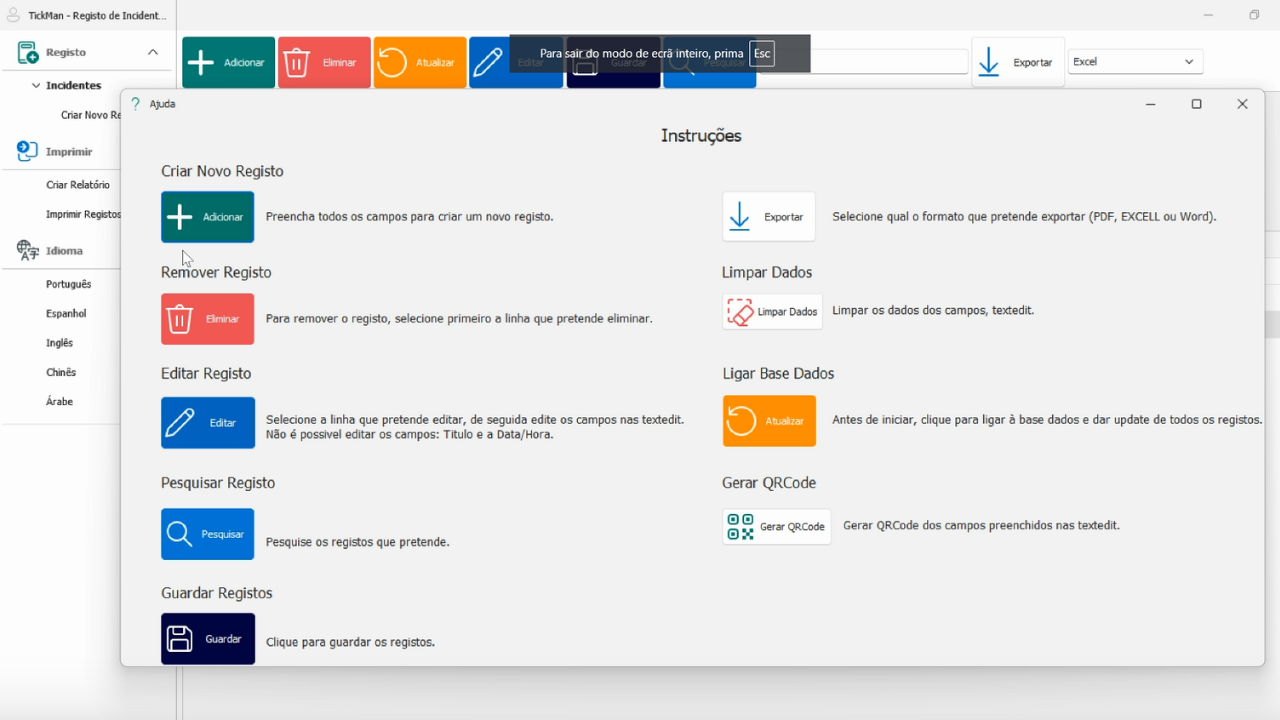 TickMan - Registo de Incident...
Registo
Incidentes
Criar Novo Re
Imprimir
Criar Relatório
Imprimir Registos
Idioma
Português
Espanhol
Inglês
Chinês
Árabe
Adicionar
Eliminar
Atualizar
Editar
Guardar
Pesquisar
Para sair do modo de ecrã inteiro, prima Esc
Exportar
Excel
? Ajuda
Instruções
Criar Novo Registo
Adicionar
Preencha todos os campos para criar um novo registo.
Remover Registo
Eliminar
Para remover o registo, selecione primeiro a linha que pretende eliminar.
Editar Registo
Editar
Selecione a linha que pretende editar, de seguida edite os campos nas textedit.
Não é possivel editar os campos: Titulo e a Data/Hora.
Pesquisar Registo
Pesquisar
Pesquise os registos que pretende.
Guardar Registos
Guardar
Clique para guardar os registos.
Exportar
Selecione qual o formato que pretende exportar (PDF, EXCELL ou Word).
Limpar Dados
Limpar Dados
Limpar os dados dos campos, textedit.
Ligar Base Dados
Atualizar
Antes de iniciar, clique para ligar à base dados e dar update de todos os registos.
Gerar QRCode
Gerar QRCode
Gerar QRCode dos campos preenchidos nas textedit.